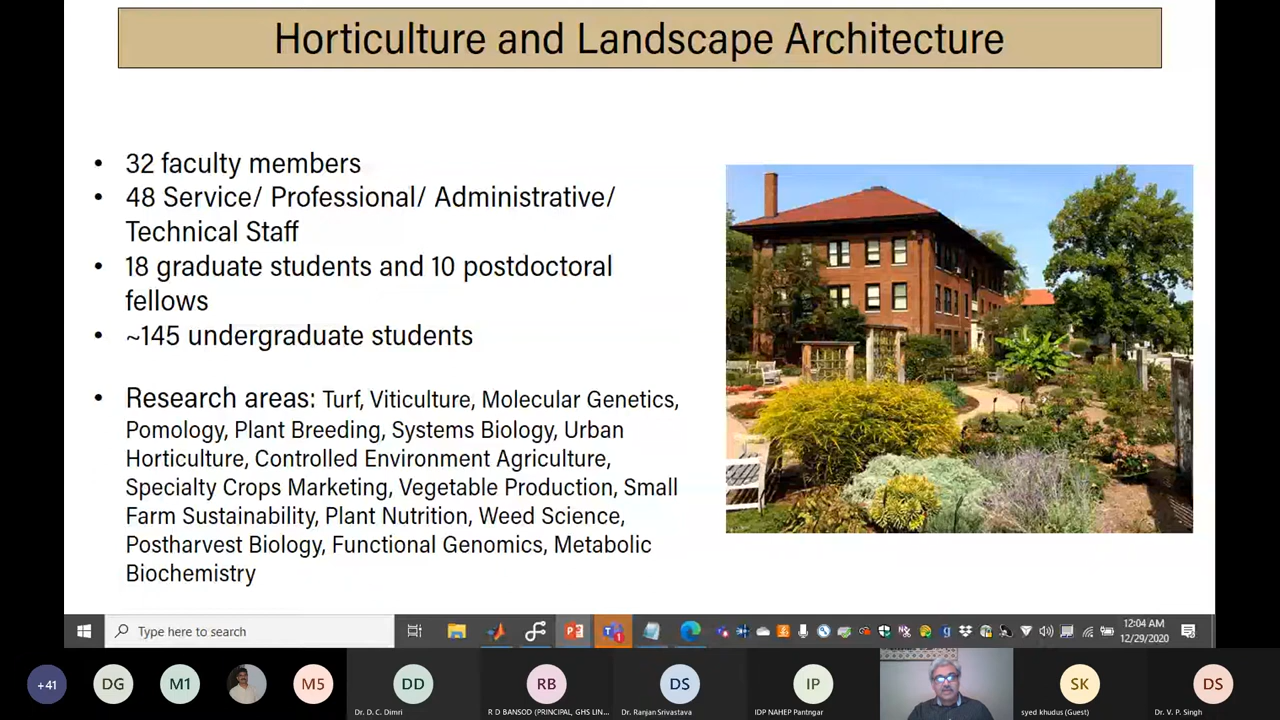 Horticulture and Landscape Architecture
• 32 faculty members
• 48 Service/ Professional/ Administrative/
Technical Staff
• 18 graduate students and 10 postdoctoral
fellows
• ~145 undergraduate students
• Research areas: Turf, Viticulture, Molecular Genetics,
Pomology, Plant Breeding, Systems Biology, Urban
Horticulture, Controlled Environment Agriculture,
Specialty Crops Marketing, Vegetable Production, Small
Farm Sustainability, Plant Nutrition, Weed Science,
Postharvest Biology, Functional Genomics, Metabolic
Biochemistry
Type here to search
12:04 AM
12/29/2020
+41
DG
M1
M5
DD
Dr. D. C. Dimri
RB
R D BANSOD (PRINCIPAL, GHS LIN...
DS
Dr. Ranjan Srivastava
IP
IDP NAHEP Pantngar
SK
syed khudus (Guest)
DS
Dr. V. P. Singh